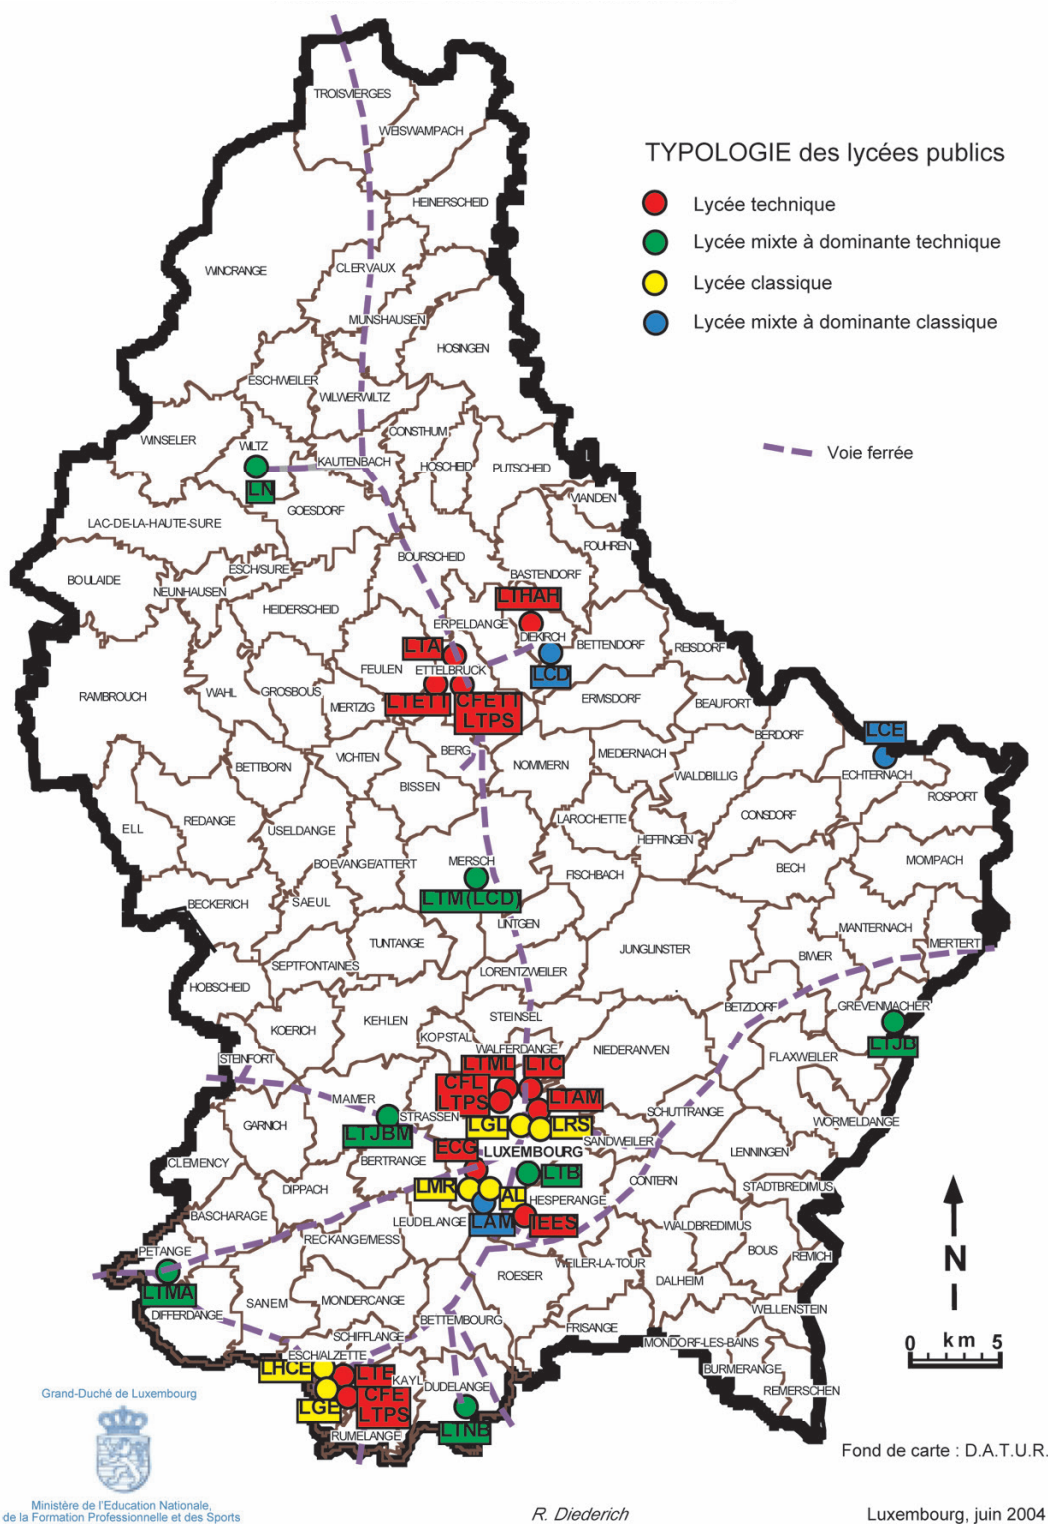 TROISVIERGES
WEISWAMPACH
TYPOLOGIE des lycées publics
Lycée technique
Lycée mixte à dominante technique
Lycée classique
Lycée mixte à dominante classique
Voie ferrée
HEINERSCHEID
WINCRANGE
CLERVAUX
MUNSHAUSEN
HOSINGEN
ESCHWEILER
WILWERWILTZ
WINSELER
WILTZ
CONSTHUM
KAUTENBACH
HOSCHEID
PUTSCHEID
LN
VIANDEN
GOESDORF
LAC-DE-LA-HAUTE-SURE
FOUHREN
BOURSCHEID
ESCH/SURE
BASTENDORF
BOULAIDE
NEUNHAUSEN
LTHAH
HEIDERSCHEID
ERPELDANGE
DIEKIRCH
BETTENDORF
REISDORF
LTA
FEULEN
ETTELBRUCK
LCD
RAMBROUCH
WAHL
GROSBOUS
MERTZIG
LTETT
CFETT
LTPS
ERMSDORF
BEAUFORT
LCE
BERDORF
BERG
MEDERNACH
VICHTEN
BETTBORN
NOMMERN
WALDBILLIG
ECHTERNACH
BISSEN
ROSPORT
CONSDORF
LAROCHETTE
REDANGE
ELL
USELDANGE
HEFFINGEN
BOEVANGE/ATTERT
MERSCH
MOMPACH
BECH
FISCHBACH
LTM(LCD)
BECKERICH
SAEUL
LINTGEN
MANTERNACH
TUNTANGE
MERTERT
JUNGLINSTER
BIWER
SEPTFONTAINES
LORENTZWEILER
HOBSCHEID
BETZDORF
GREVENMACHER
KOERICH
KEHLEN
STEINSEL
KOPSTAL
LTJB
STEINFORT
WALFERDANGE
NIEDERANVEN
FLAXWEILER
LTML
LTC
CFL
LTPS
LTAM
MAMER
STRASSEN
SCHUTTRANGE
WORMELDANGE
GARNICH
LTJBM
LGL
LRS
SANDWEILER
ECG
LUXEMBOURG
LENNINGEN
CLEMENCY
BERTRANGE
LTB
CONTERN
DIPPACH
LMR
AL
HESPERANGE
STADTBREDIMUS
BASCHARAGE
LEUDELANGE
LAM
IEES
WALDBREDIMUS
RECKANGE/MESS
PETANGE
BOUS
REMICH
WEILER-LA-TOUR
N
ROESER
DALHEIM
LTMA
SANEM
MONDERCANGE
DIFFERDANGE
WELLENSTEIN
BETTEMBOURG
FRISANGE
SCHIFFLANGE
MONDORF-LES-BAINS
0 km 5
ESCH/ALZETTE
LHCE
LTE
KAYL
DUDELANGE
BURMERANGE
REMERSCHEN
CFE
LTPS
LGE
LTNB
RUMELANGE
Grand-Duché de Luxembourg
Ministère de l'Education Nationale,
de la Formation Professionelle et des Sports
Fond de carte : D.A.T.U.R.
R. Diederich
Luxembourg, juin 2004